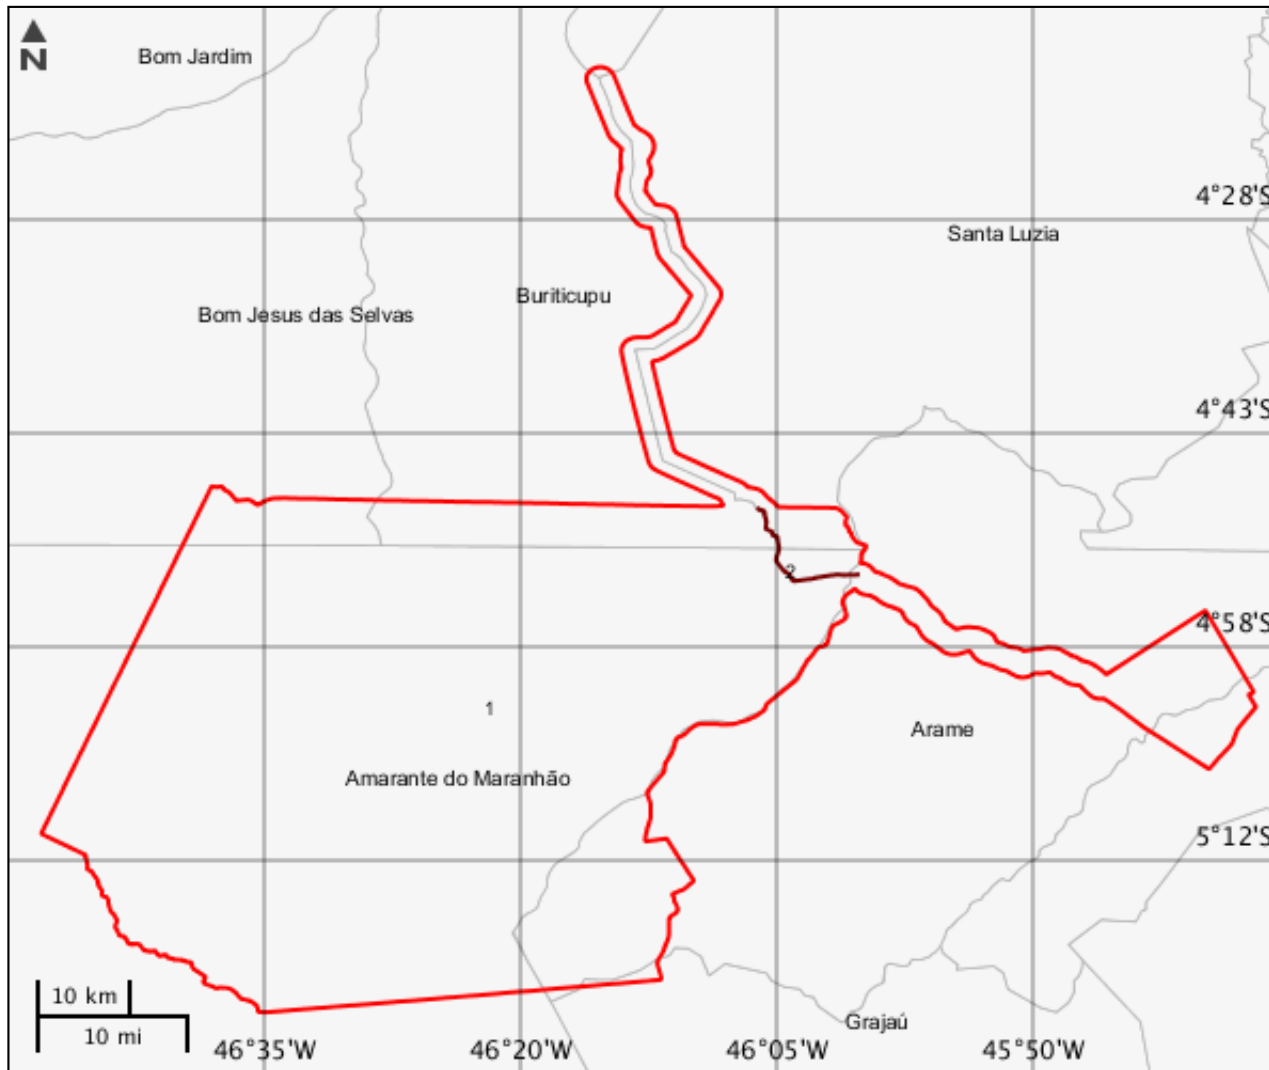 N
Bom Jardim
4°28'S
Santa Luzia
Buriticupu
Bom Jesus das Selvas
4°43'S
2
4°58'S
1
Arame
Amarante do Maranhão
5°12'S
10 km
10 mi
Grajaú
46°35'W
46°20'W
46°05'W
45°50'W